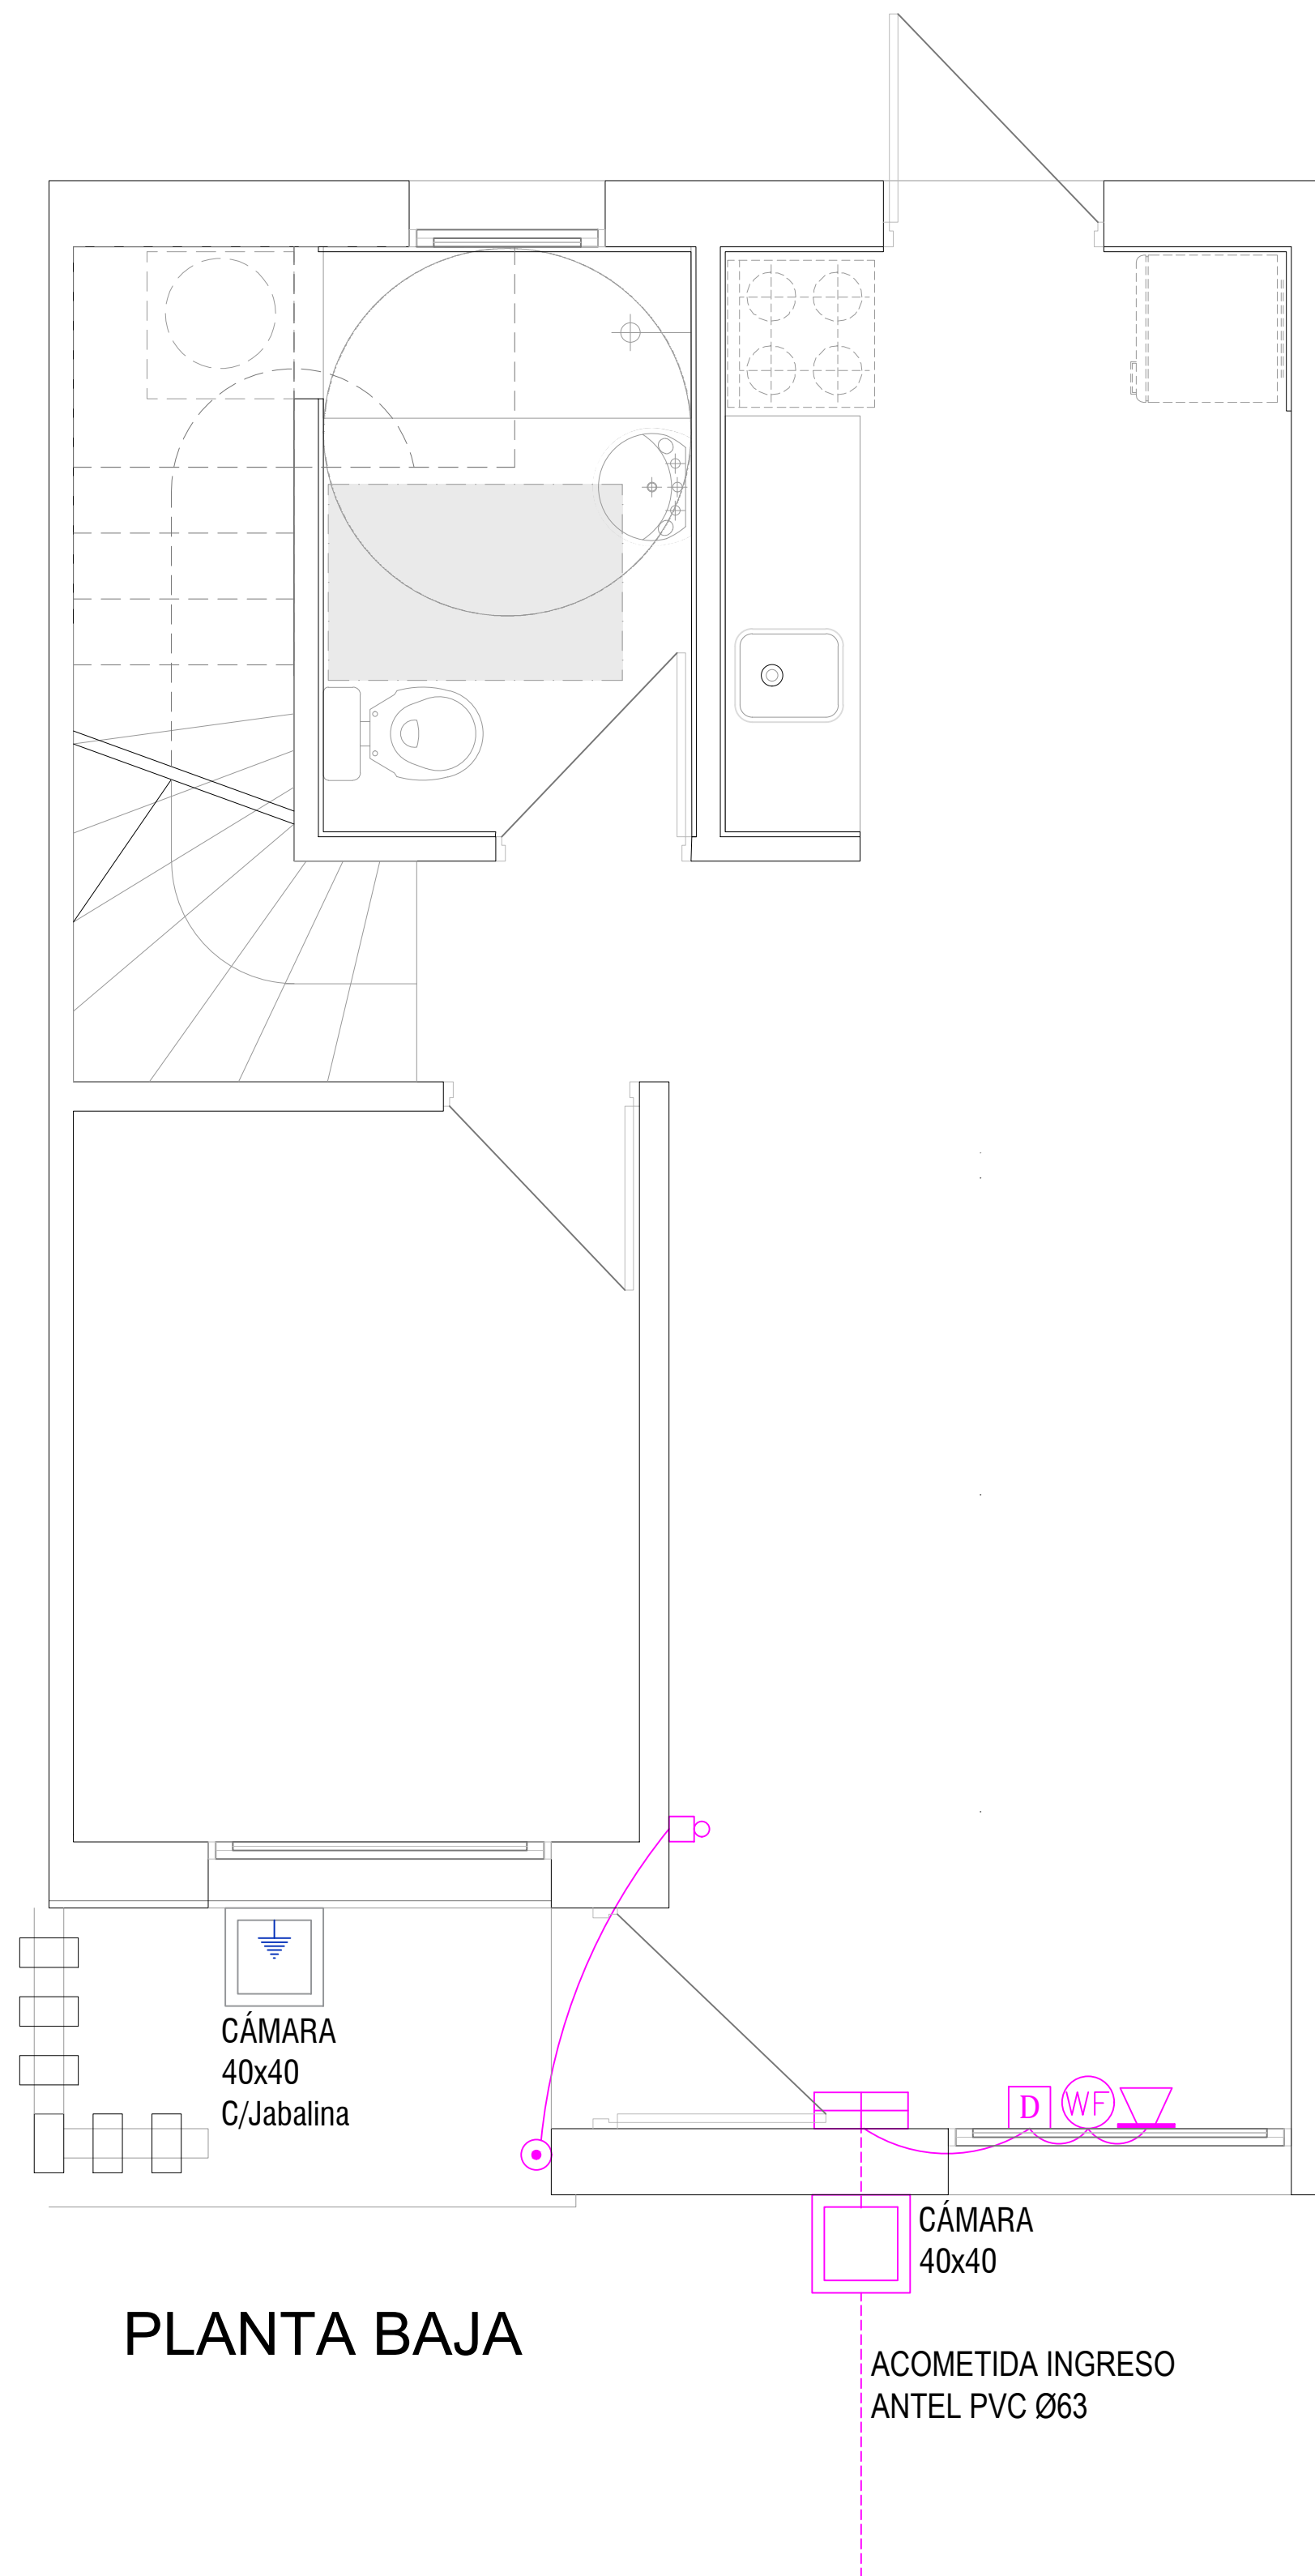 CÁMARA
40x40
C/Jabalina
D
WF
CÁMARA
40x40
PLANTA BAJA
ACOMETIDA INGRESO
ANTEL PVC Ø63